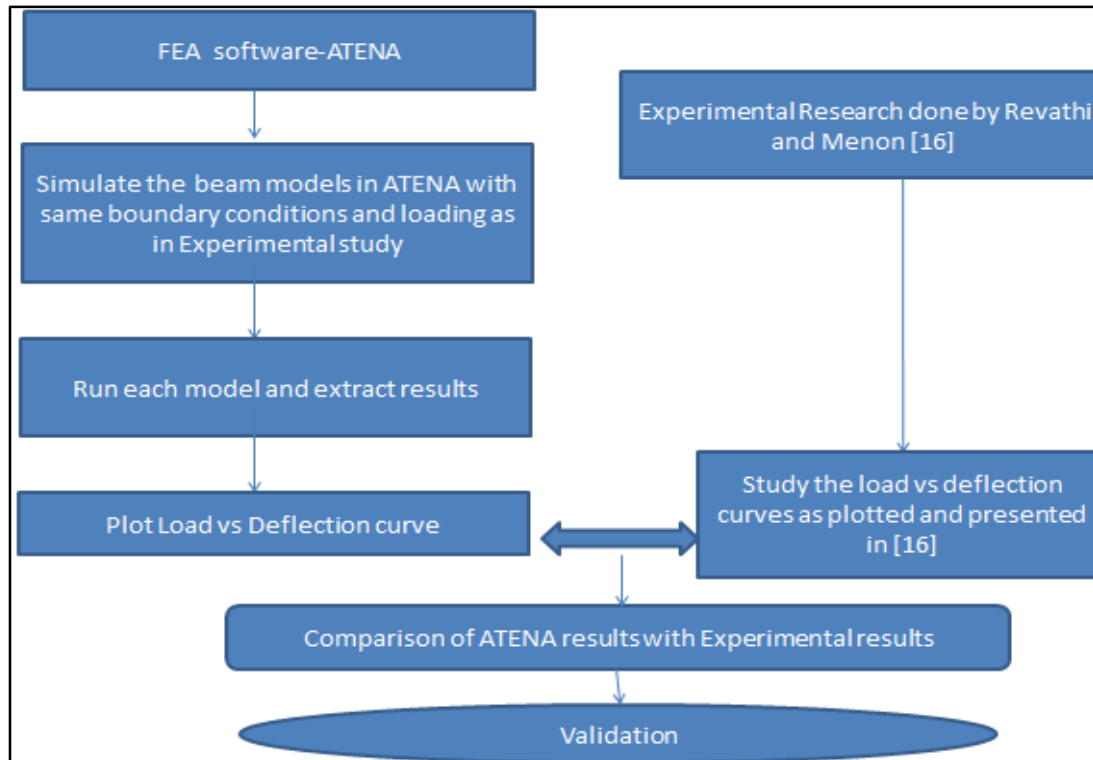 FEA software-ATENA
Simulate the beam models in ATENA with
same boundary conditions and loading as
in Experimental study
Run each model and extract results
Plot Load vs Deflection curve
Experimental Research done by Revathi
and Menon [16]
Study the load vs deflection
curves as plotted and presented
in [16]
Comparison of ATENA results with Experimental results
Validation